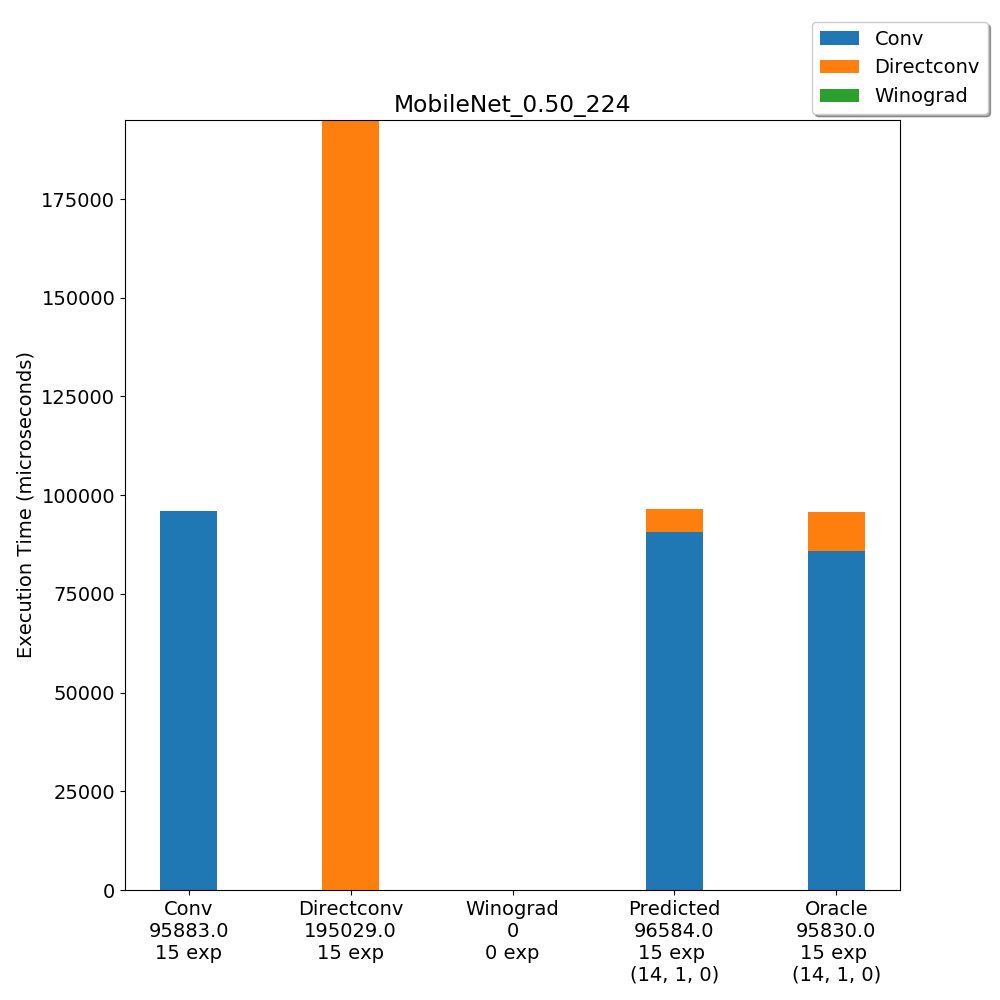 Conv
Directconv
Winograd
MobileNet_0.50_224
Execution Time (microseconds)
175000
150000
125000
100000
75000
50000
25000
0
Conv
95883.0
15 exp
Directconv
195029.0
15 exp
Winograd
0
0 exp
Predicted
96584.0
15 exp
(14, 1, 0)
Oracle
95830.0
15 exp
(14, 1, 0)